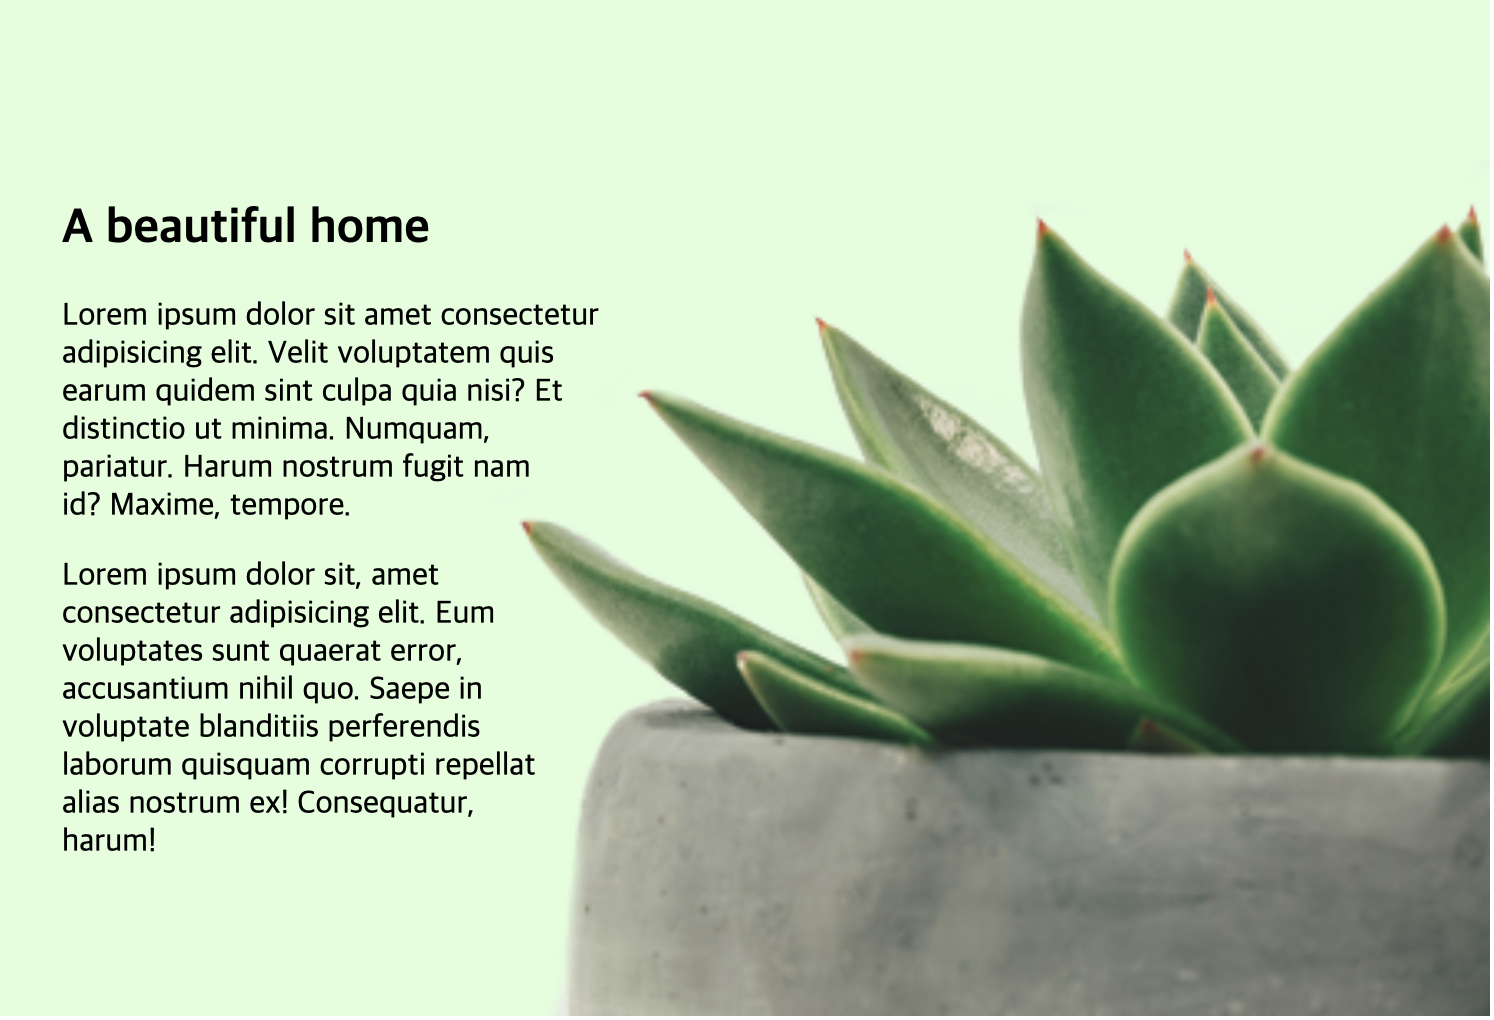 A beautiful home
Lorem ipsum dolor sit amet consectetur
adipisicing elit. Velit voluptatem quis
earum quidem sint culpa quia nisi? Et
distinctio ut minima. Numquam,
pariatur. Harum nostrum fugit nam
id? Maxime, tempore.
Lorem ipsum dolor sit, amet
consectetur adipisicing elit. Eum
voluptates sunt quaerat error,
accusantium nihil quo. Saepe in
voluptate blanditiis perferendis
laborum quisquam corrupti repellat
alias nostrum ex! Consequatur,
harum!